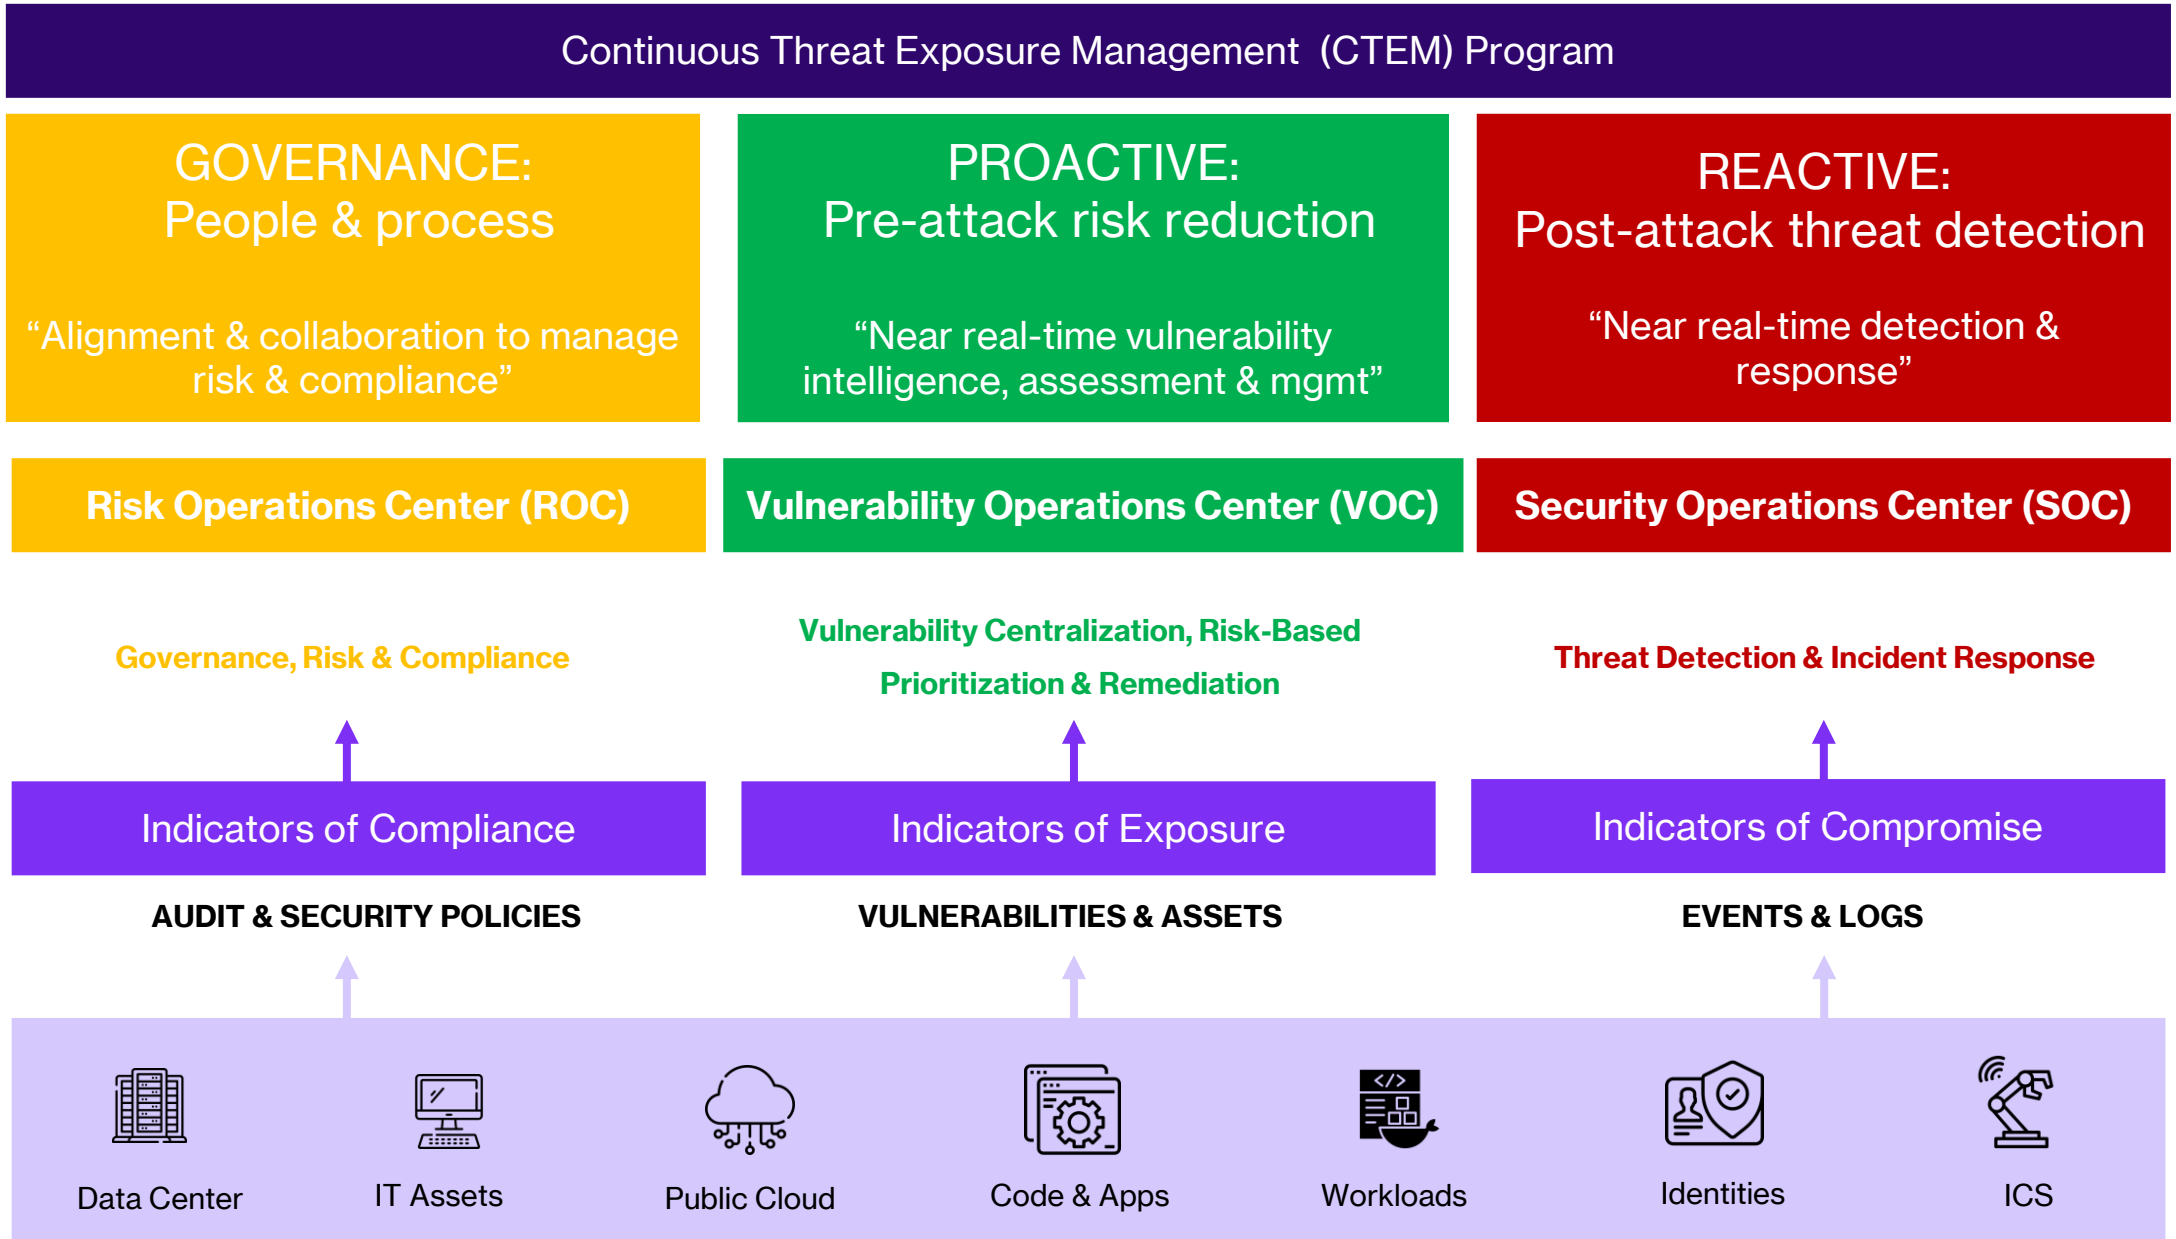 Continuous Threat Exposure Management (CTEM) Program
GOVERNANCE:
People & process
“Alignment & collaboration to manage
risk & compliance”
PROACTIVE:
Pre-attack risk reduction
“Near real-time vulnerability
intelligence, assessment & mgmt”
REACTIVE:
Post-attack threat detection
“Near real-time detection &
response”
Risk Operations Center (ROC)
Vulnerability Operations Center (VOC)
Security Operations Center (SOC)
Governance, Risk & Compliance
Vulnerability Centralization, Risk-Based
Prioritization & Remediation
Threat Detection & Incident Response
Indicators of Compliance
Indicators of Exposure
Indicators of Compromise
AUDIT & SECURITY POLICIES
VULNERABILITIES & ASSETS
EVENTS & LOGS
</>
Data Center
IT Assets
Public Cloud
Code & Apps
Workloads
Identities
ICS